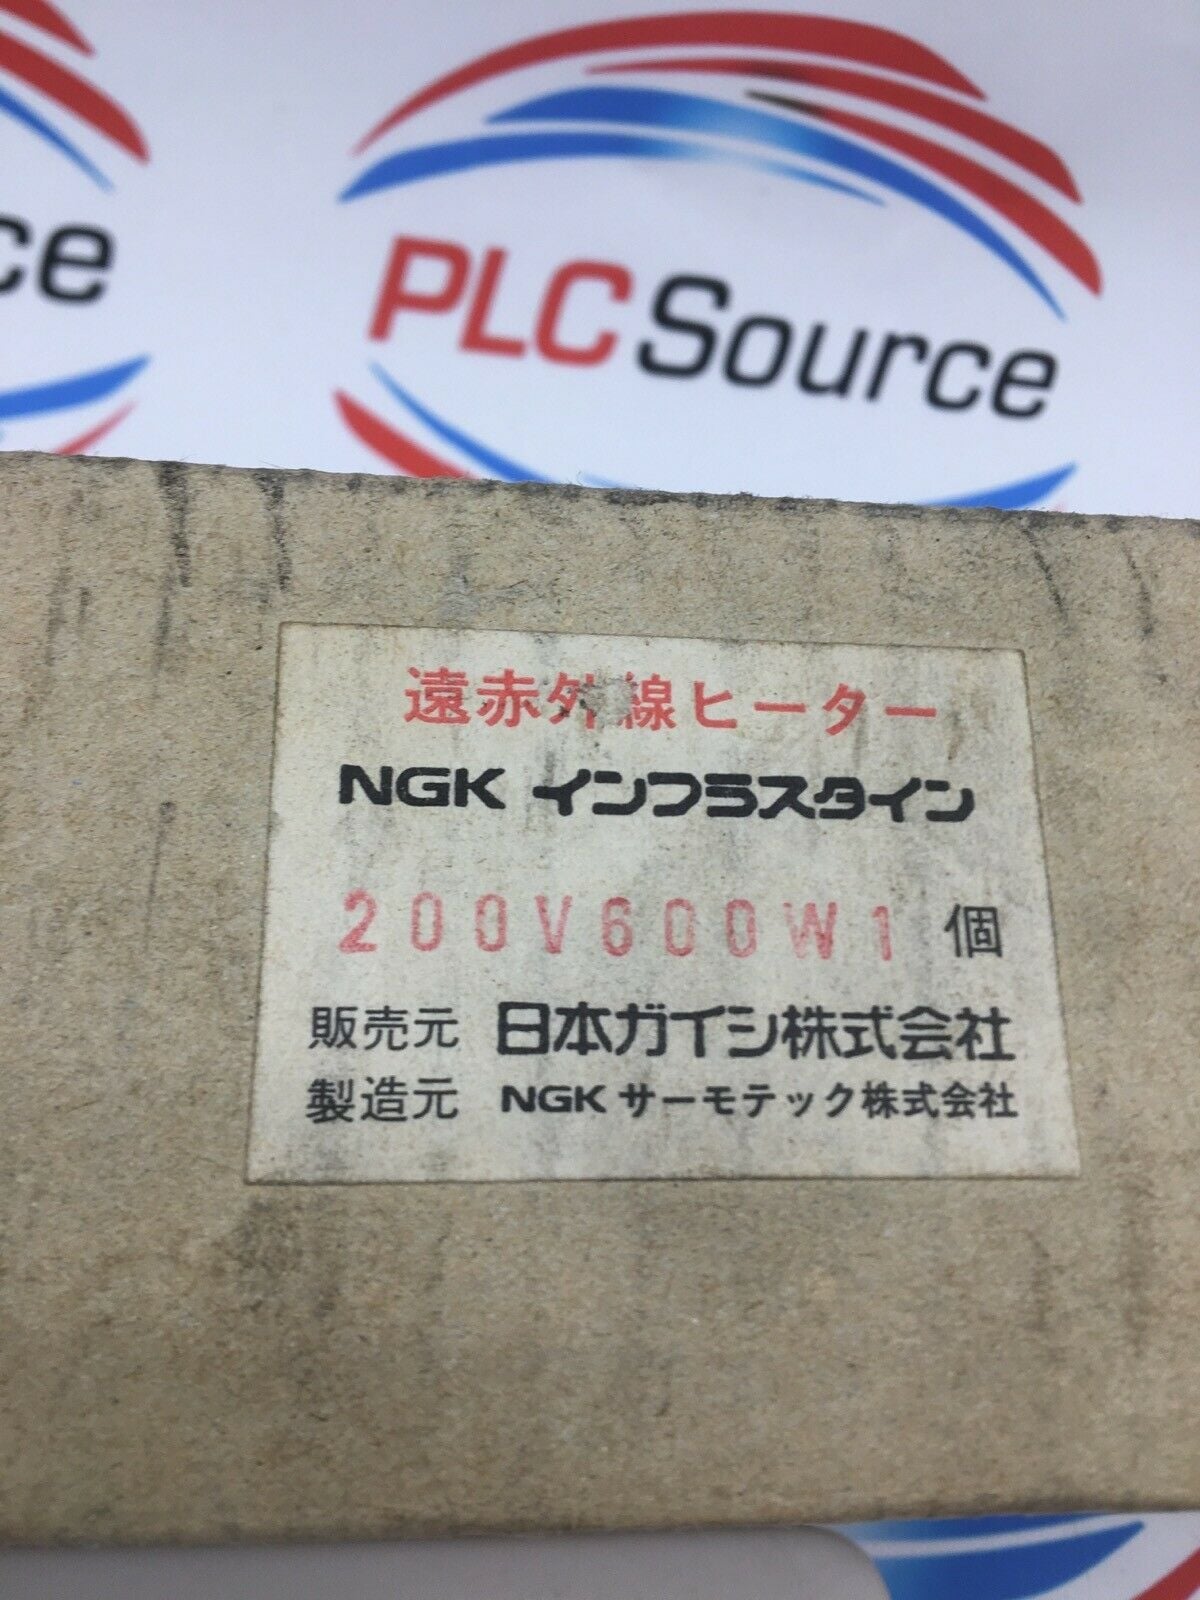 ce
PLC Source
遠赤外線ヒーター
NGK インフラスタイン
200V600W1 個
販売元 日本ガイシ株式会社
製造元 NGK サーモテック株式会社